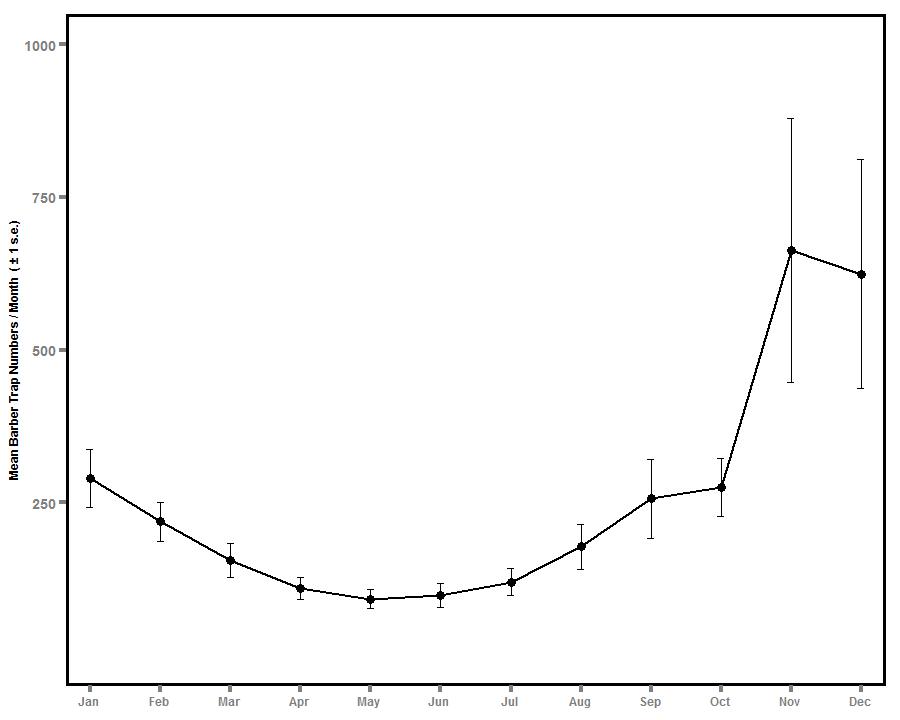 Mean Barber Trap Numbers / Month ( ± 1 s.e.)
1000
750
500
250
Jan Feb Mar Apr May Jun Jul Aug Sep Oct Nov Dec